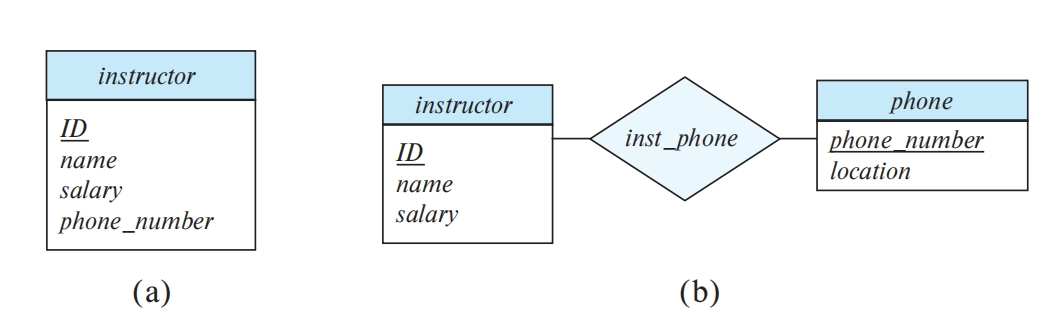 instructor
ID
name
salary
phone_number
(a)
instructor
ID
name
salary
inst_phone
phone
phone_number
location
(b)